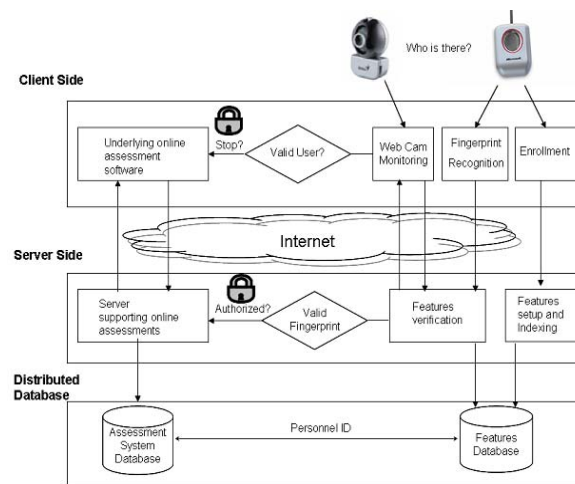 Who is there?
Client Side
Underlying online
assessment
software
Stop?
Valid User?
Web Cam
Monitoring
Fingerprint
Recognition
Enrollment
Internet
Server Side
Server
supporting online
assessments
Authorized?
Valid
Fingerprint
Features
verification
Features
setup and
Indexing
Distributed
Database
Assessment
System
Database
Personnel ID
Features
Database